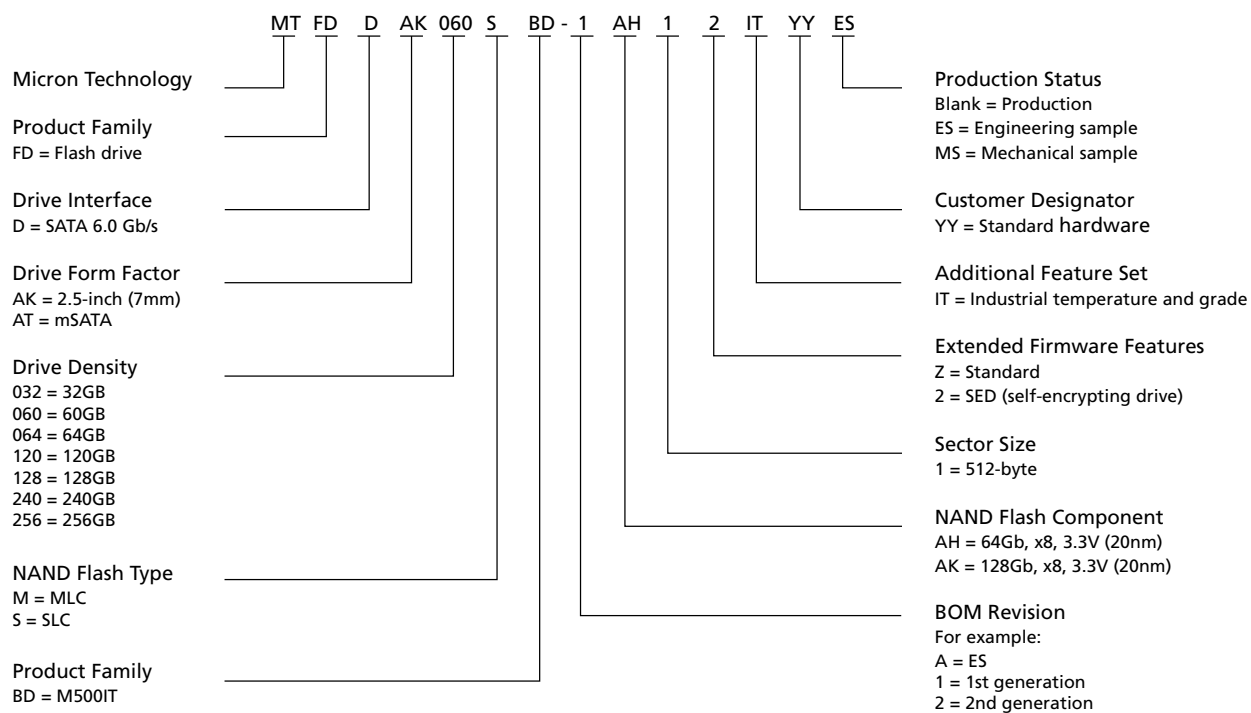 MT FD D AK 060 S BD - 1 AH 1 2 IT YY ES
Micron Technology
Product Family
FD = Flash drive
Drive Interface
D = SATA 6.0 Gb/s
Drive Form Factor
AK = 2.5-inch (7mm)
AT = mSATA
Drive Density
032 = 32GB
060 = 60GB
064 = 64GB
120 = 120GB
128 = 128GB
240 = 240GB
256 = 256GB
NAND Flash Type
M = MLC
S = SLC
Product Family
BD = M500IT
Production Status
Blank = Production
ES = Engineering sample
MS = Mechanical sample
Customer Designator
YY = Standard hardware
Additional Feature Set
IT = Industrial temperature and grade
Extended Firmware Features
Z = Standard
2 = SED (self-encrypting drive)
Sector Size
1 = 512-byte
NAND Flash Component
AH = 64Gb, x8, 3.3V (20nm)
AK = 128Gb, x8, 3.3V (20nm)
BOM Revision
For example:
A = ES
1 = 1st generation
2 = 2nd generation